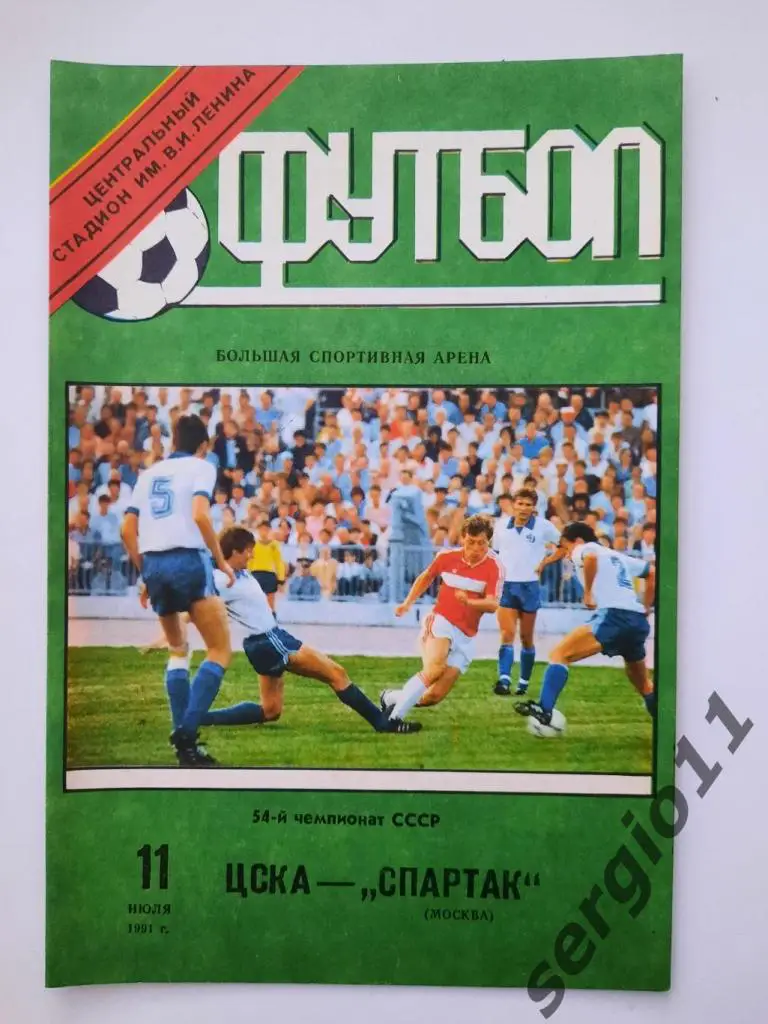 ЦЕНТРАЛЬНЫЙ
СТАДИОН ИМ. В.И. ЛЕНИНА
ФУТБОЛ
БОЛЬШАЯ СПОРТИВНАЯ АРЕНА
5
2
54-й чемпионат СССР
11
ИЮЛЯ
1991 г.
ЦСКА — „СПАРТАК“
(МОСКВА)
sergio11